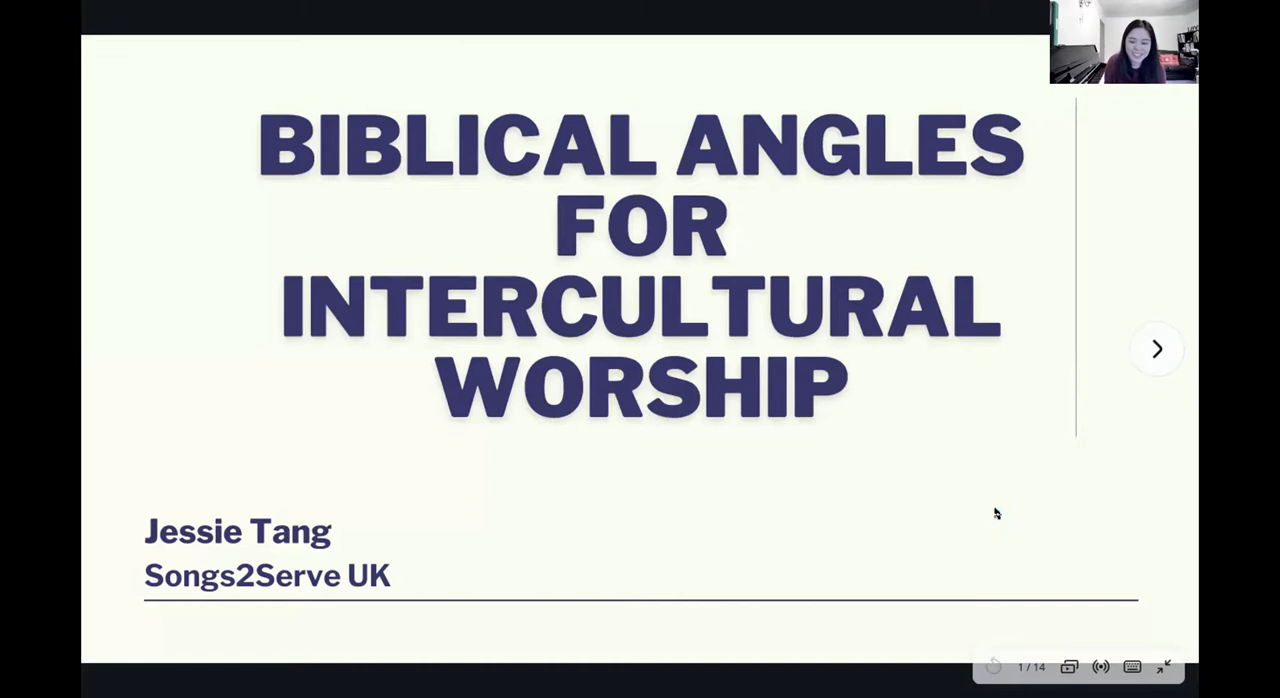 BIBLICAL ANGLES
FOR
INTERCULTURAL
WORSHIP
Jessie Tang
Songs2Serve UK
1 / 14